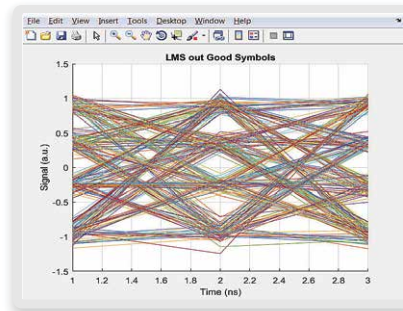 File Edit View Insert Tools Desktop Window Help
LMS out Good Symbols
1.5
1
0.5
0
-0.5
-1
-1.5
Signal (a.u.)
1 1.2 1.4 1.6 1.8 2 2.2 2.4 2.6 2.8 3
Time (ns)